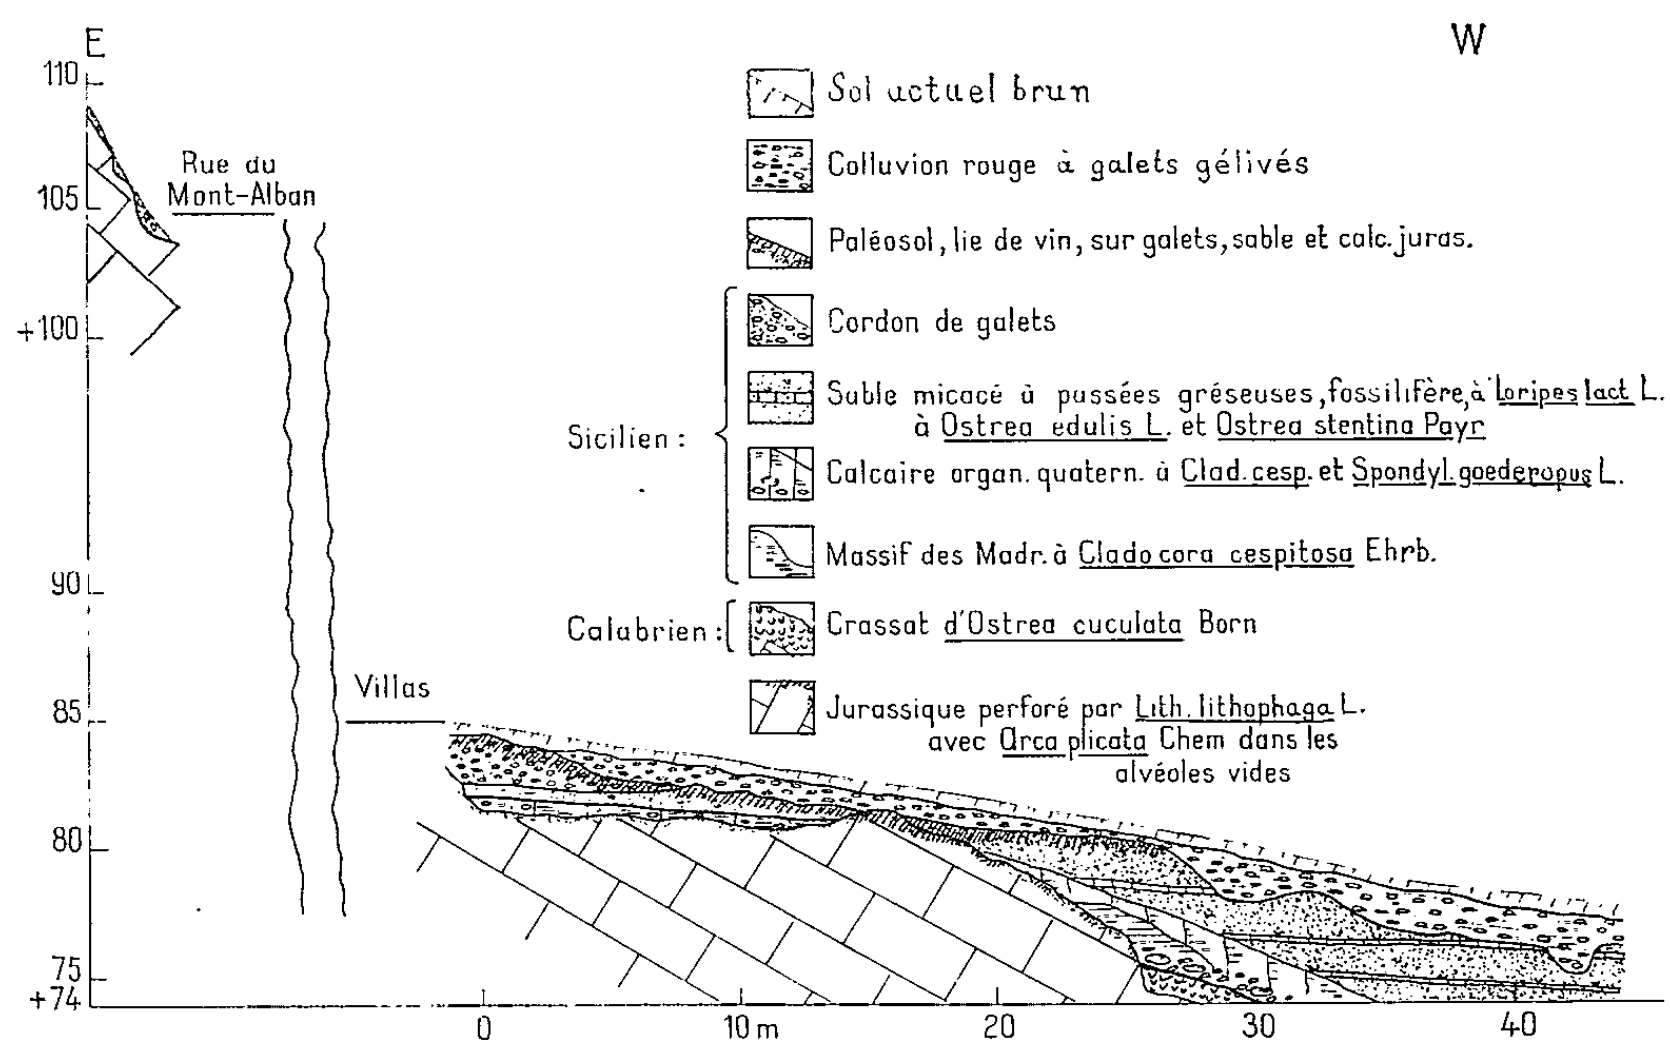 E
W
110
105
+100
90
85
80
75
+74
Rue du
Mont-Alban
Villas
Sol actuel brun
Colluvion rouge à galets gélivés
Paléosol, lie de vin, sur galets, sable et calc. juras.
Sicilien :
Cordon de galets
Sable micacé à passées gréseuses, fossilifère, à Loripes lact L.
à Ostrea edulis L. et Ostrea stentina Payr
Calcaire organ. quatern. à Clad. cesp. et Spondyl. goederopus L.
Massif des Madr. à Clado cora cespitosa Ehrb.
Calabrien :
Crassat d'Ostrea cuculata Born
Jurassique perforé par Lith. lithophaga L.
avec Arca plicata Chem dans les
alvéoles vides
0 10 m 20 30 40